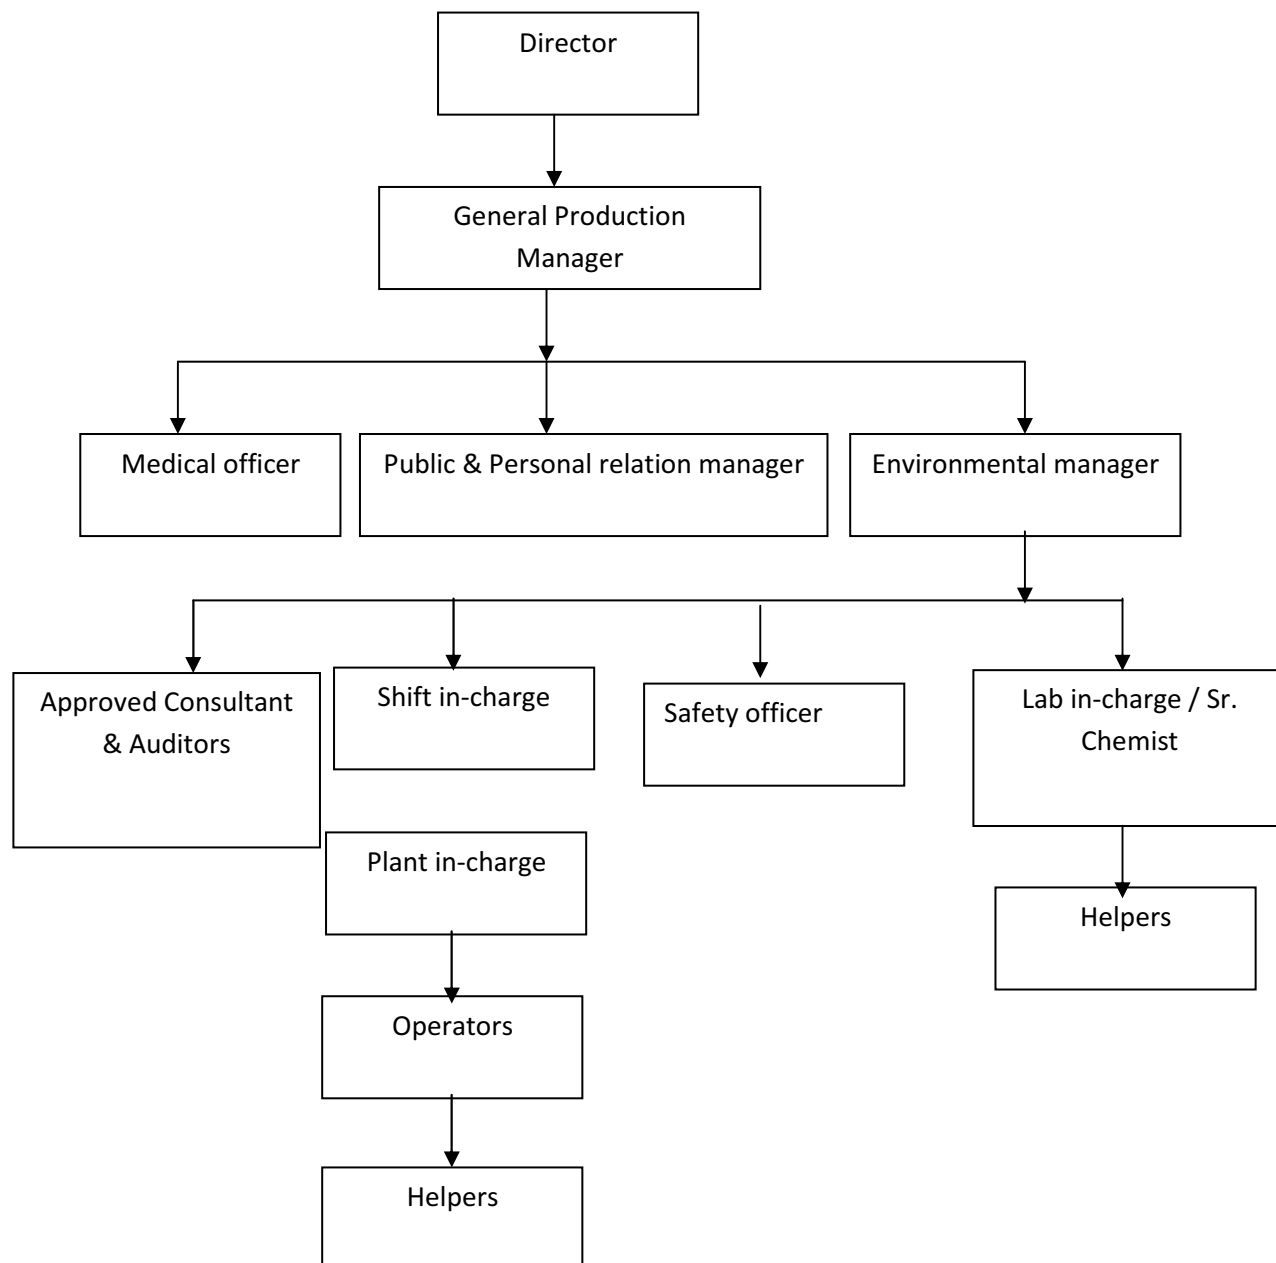 Director
General Production
Manager
Medical officer
Public & Personal relation manager
Environmental manager
Approved Consultant
& Auditors
Shift in-charge
Safety officer
Lab in-charge / Sr.
Chemist
Plant in-charge
Helpers
Operators
Helpers